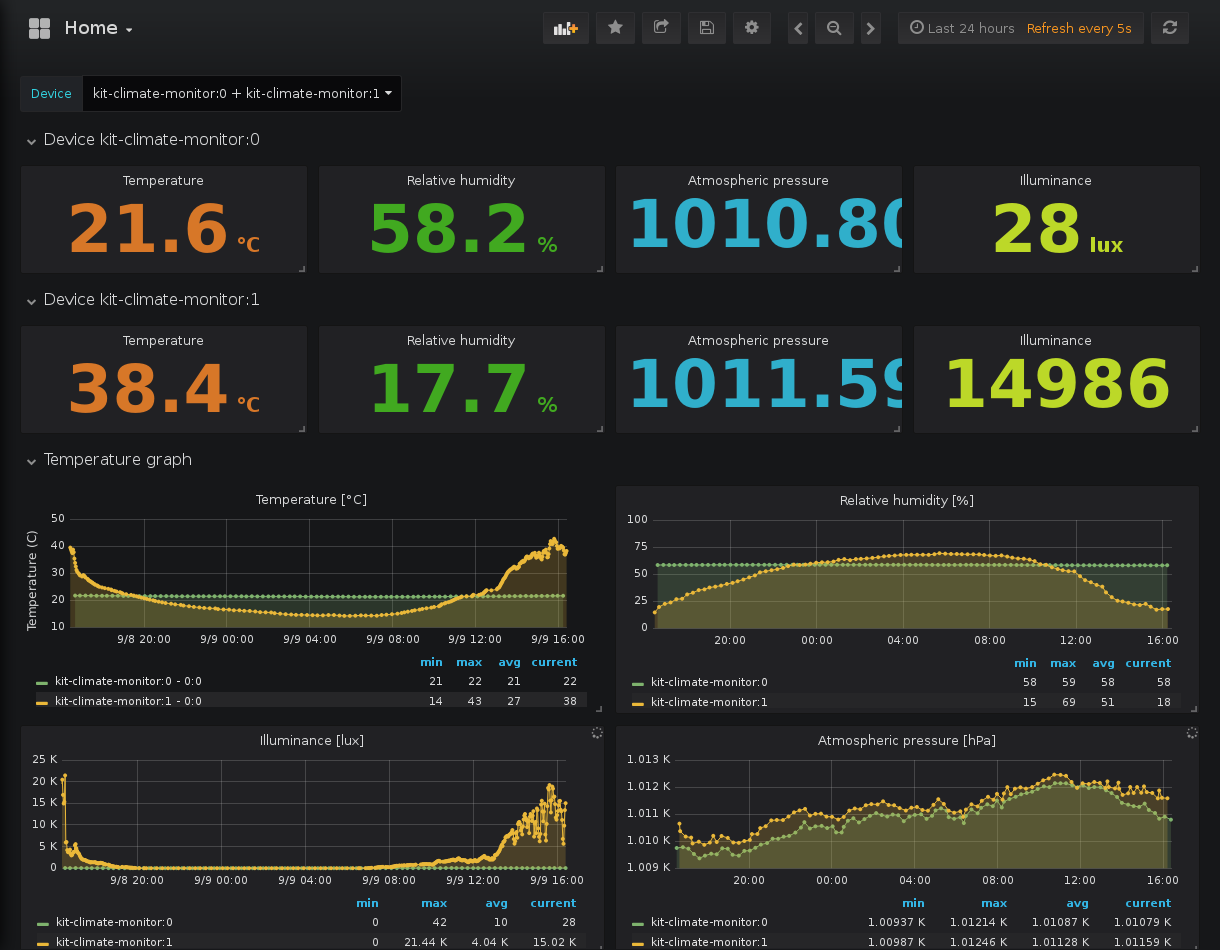 Home
Last 24 hours Refresh every 5s
Device kit-climate-monitor:0 + kit-climate-monitor:1
Device kit-climate-monitor:0
Temperature Relative humidity Atmospheric pressure Illuminance
21.6 °C 58.2 % 1010.80 28 lux
Device kit-climate-monitor:1
Temperature Relative humidity Atmospheric pressure Illuminance
38.4 °C 17.7 % 1011.59 14986
Temperature graph
Temperature [°C]
Temperature (C)
50
40
30
20
10
9/8 20:00 9/9 00:00 9/9 04:00 9/9 08:00 9/9 12:00 9/9 16:00
min max avg current
kit-climate-monitor:0 - 0:0 21 22 21 22
kit-climate-monitor:1 - 0:0 14 43 27 38
Relative humidity [%]
100
75
50
25
0
20:00 00:00 04:00 08:00 12:00 16:00
min max avg current
kit-climate-monitor:0 58 59 58 58
kit-climate-monitor:1 15 69 51 18
Illuminance [lux]
25 K
20 K
15 K
10 K
5 K
0
9/8 20:00 9/9 00:00 9/9 04:00 9/9 08:00 9/9 12:00 9/9 16:00
min max avg current
kit-climate-monitor:0 0 42 10 28
kit-climate-monitor:1 0 21.44 K 4.04 K 15.02 K
Atmospheric pressure [hPa]
1.013 K
1.012 K
1.011 K
1.010 K
1.009 K
20:00 00:00 04:00 08:00 12:00 16:00
min max avg current
kit-climate-monitor:0 1.00937 K 1.01214 K 1.01087 K 1.01079 K
kit-climate-monitor:1 1.00987 K 1.01246 K 1.01128 K 1.01159 K